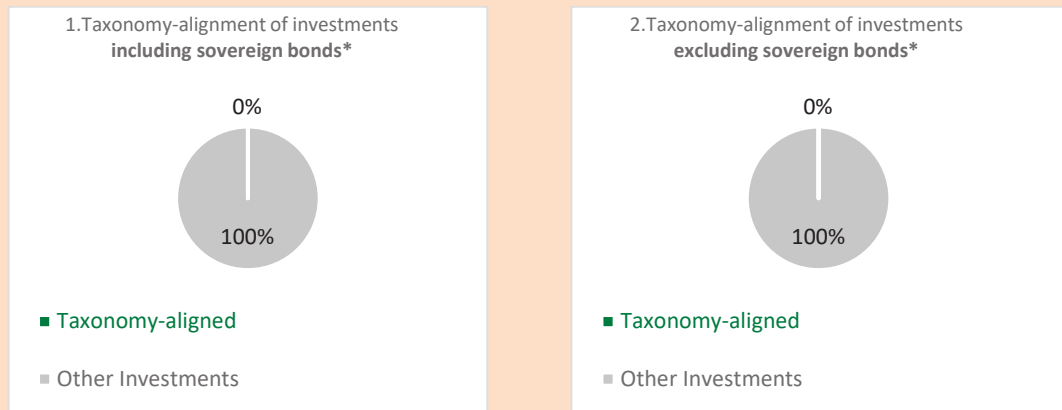 1.Taxonomy-alignment of investments
including sovereign bonds*
0%
100%
Taxonomy-aligned
Other Investments
2.Taxonomy-alignment of investments
excluding sovereign bonds*
0%
100%
Taxonomy-aligned
Other Investments